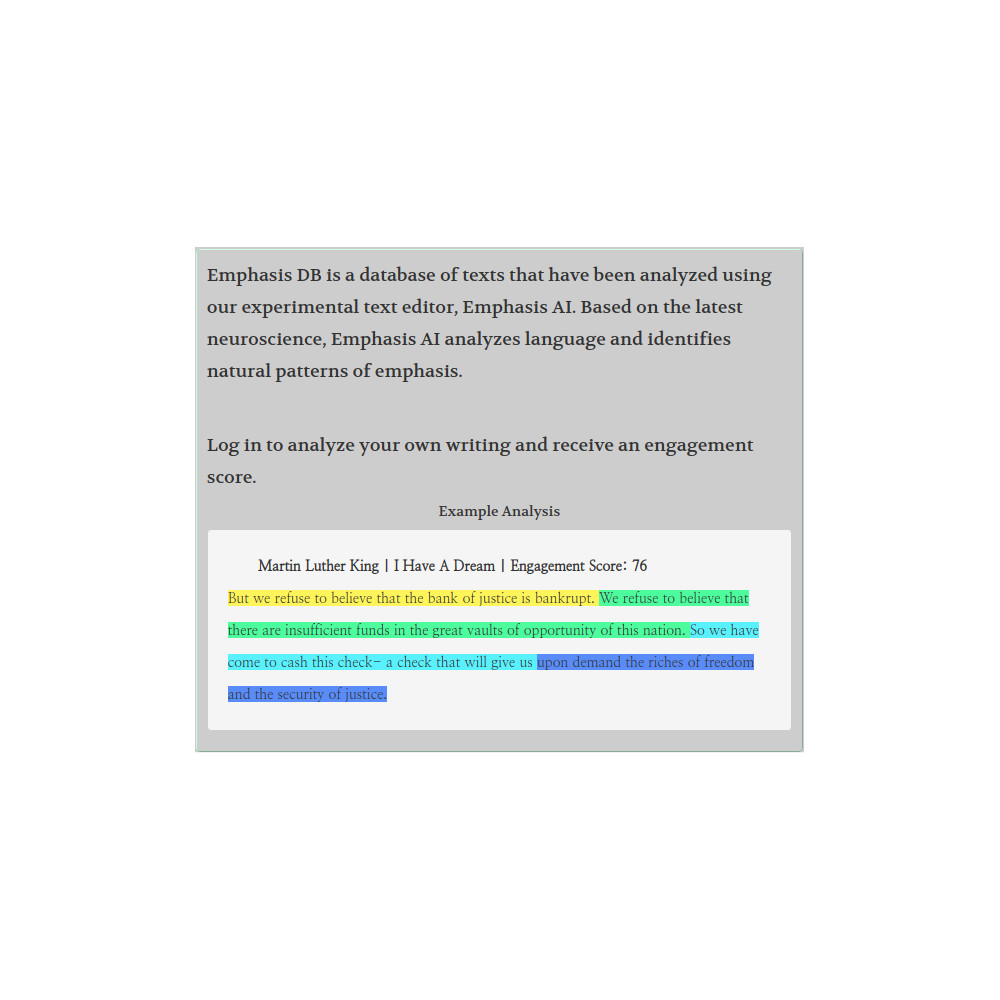 Emphasis DB is a database of texts that have been analyzed using
our experimental text editor, Emphasis AI. Based on the latest
neuroscience, Emphasis AI analyzes language and identifies
natural patterns of emphasis.
Log in to analyze your own writing and receive an engagement
score.
Example Analysis
Martin Luther King | I Have A Dream | Engagement Score: 76
But we refuse to believe that the bank of justice is bankrupt. We refuse to believe that
there are insufficient funds in the great vaults of opportunity of this nation. So we have
come to cash this check– a check that will give us upon demand the riches of freedom
and the security of justice.